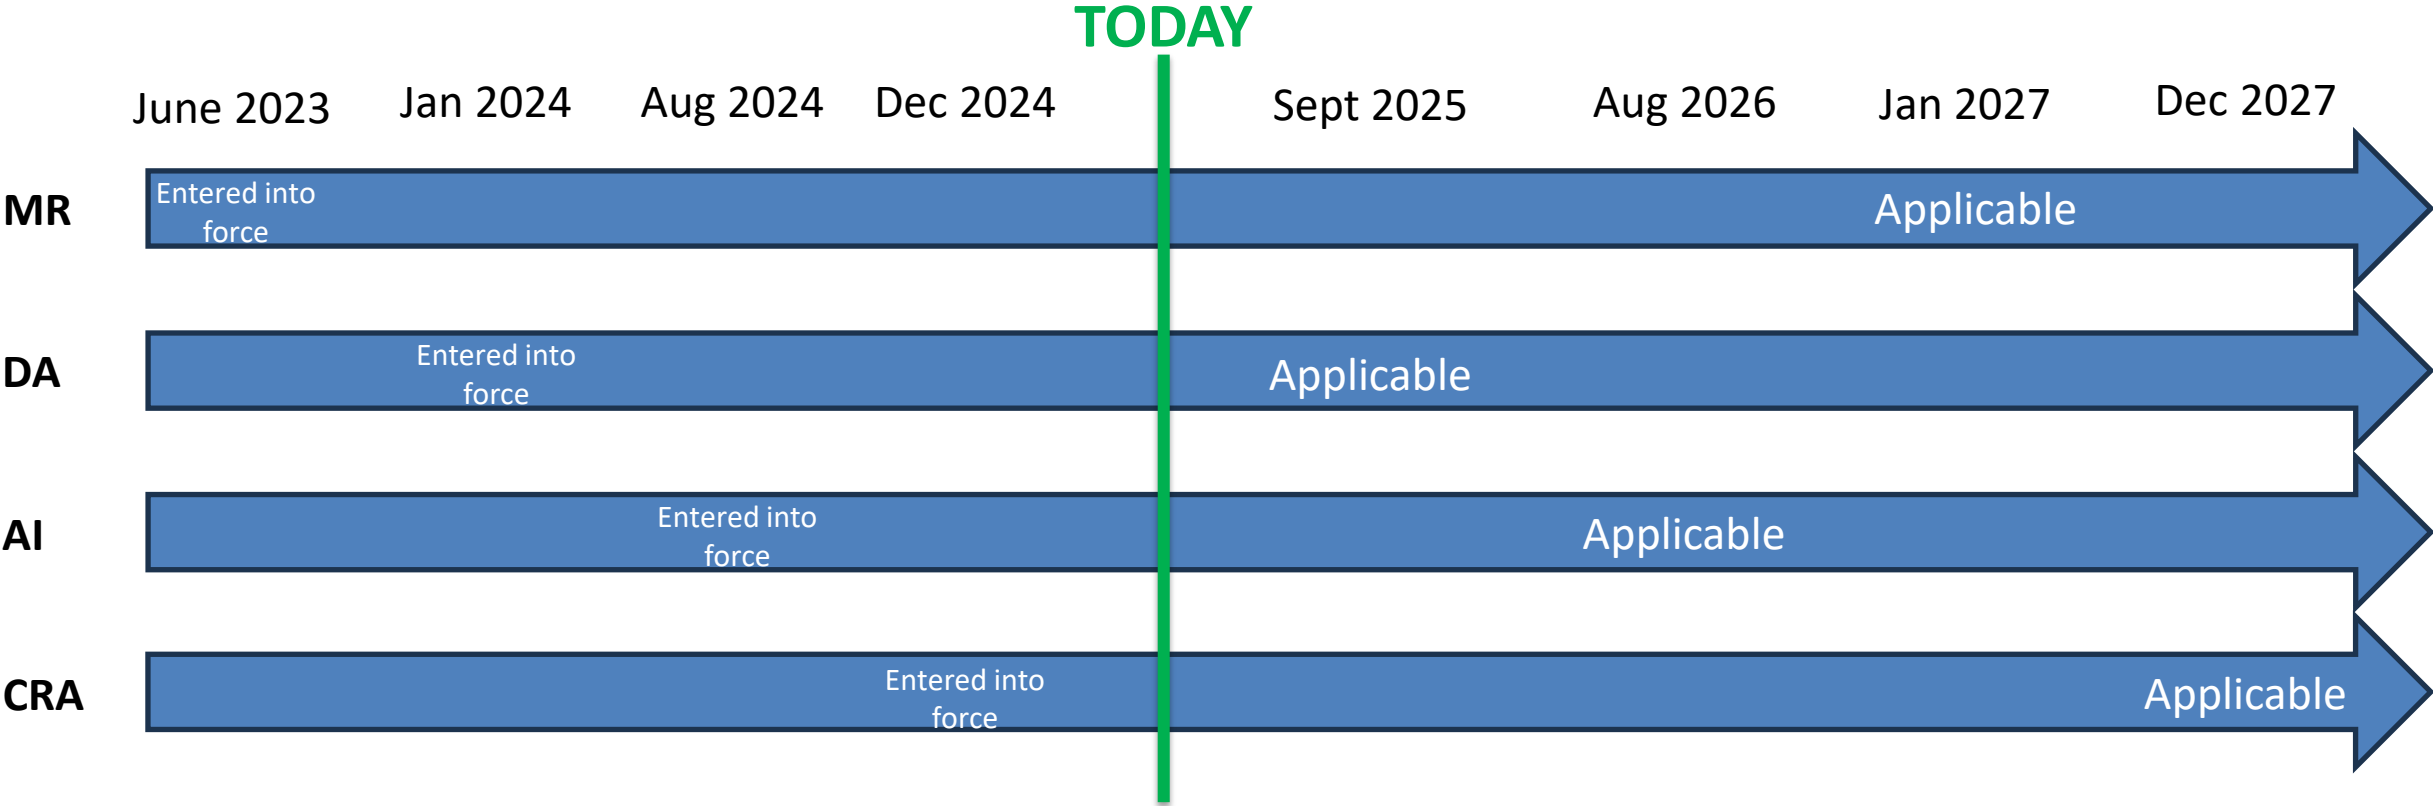 TODAY
June 2023 Jan 2024 Aug 2024 Dec 2024 Sept 2025 Aug 2026 Jan 2027 Dec 2027
MR
Entered into
force
Applicable
DA
Entered into
force
Applicable
AI
Entered into
force
Applicable
CRA
Entered into
force
Applicable